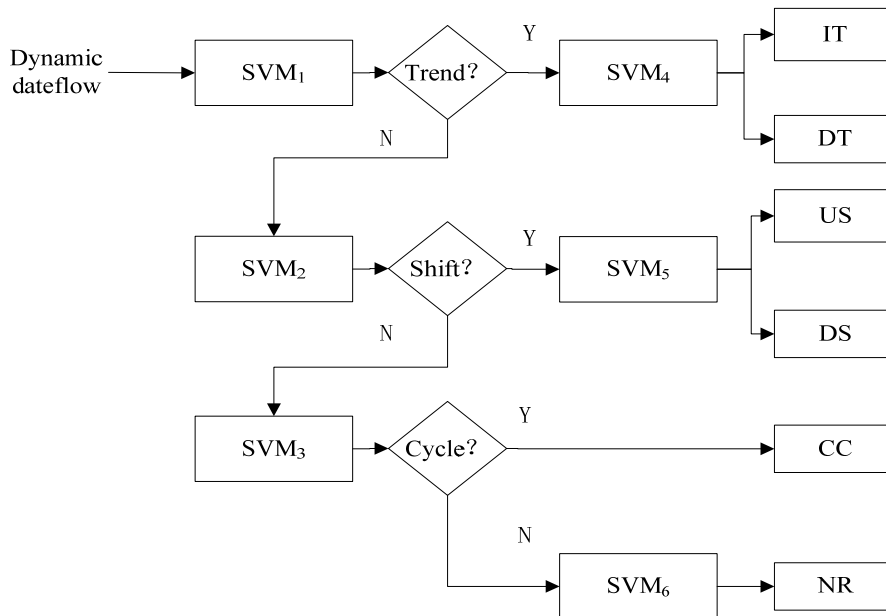 Dynamic
dateflow
SVM₁
Trend?
Y
SVM₄
IT
DT
N
SVM₂
Shift?
Y
SVM₅
US
DS
N
SVM₃
Cycle?
Y
CC
N
SVM₆
NR